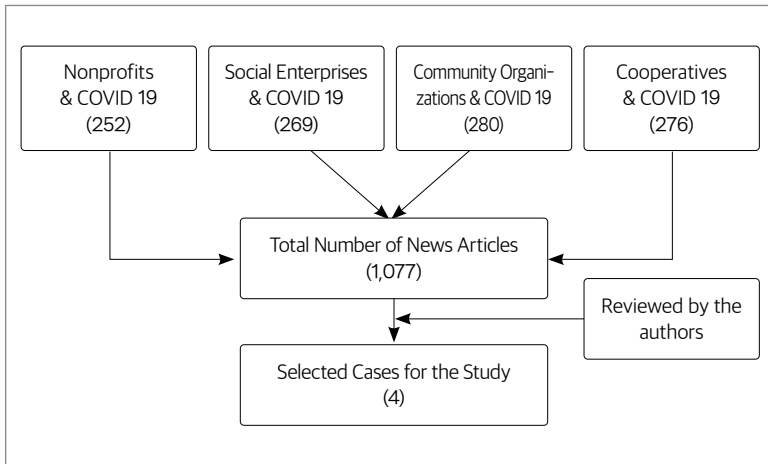 Nonprofits
& COVID 19
(252)
Social Enterprises
& COVID 19
(269)
Community Organi-
zations & COVID 19
(280)
Cooperatives
& COVID 19
(276)
Total Number of News Articles
(1,077)
Reviewed by the
authors
Selected Cases for the Study
(4)